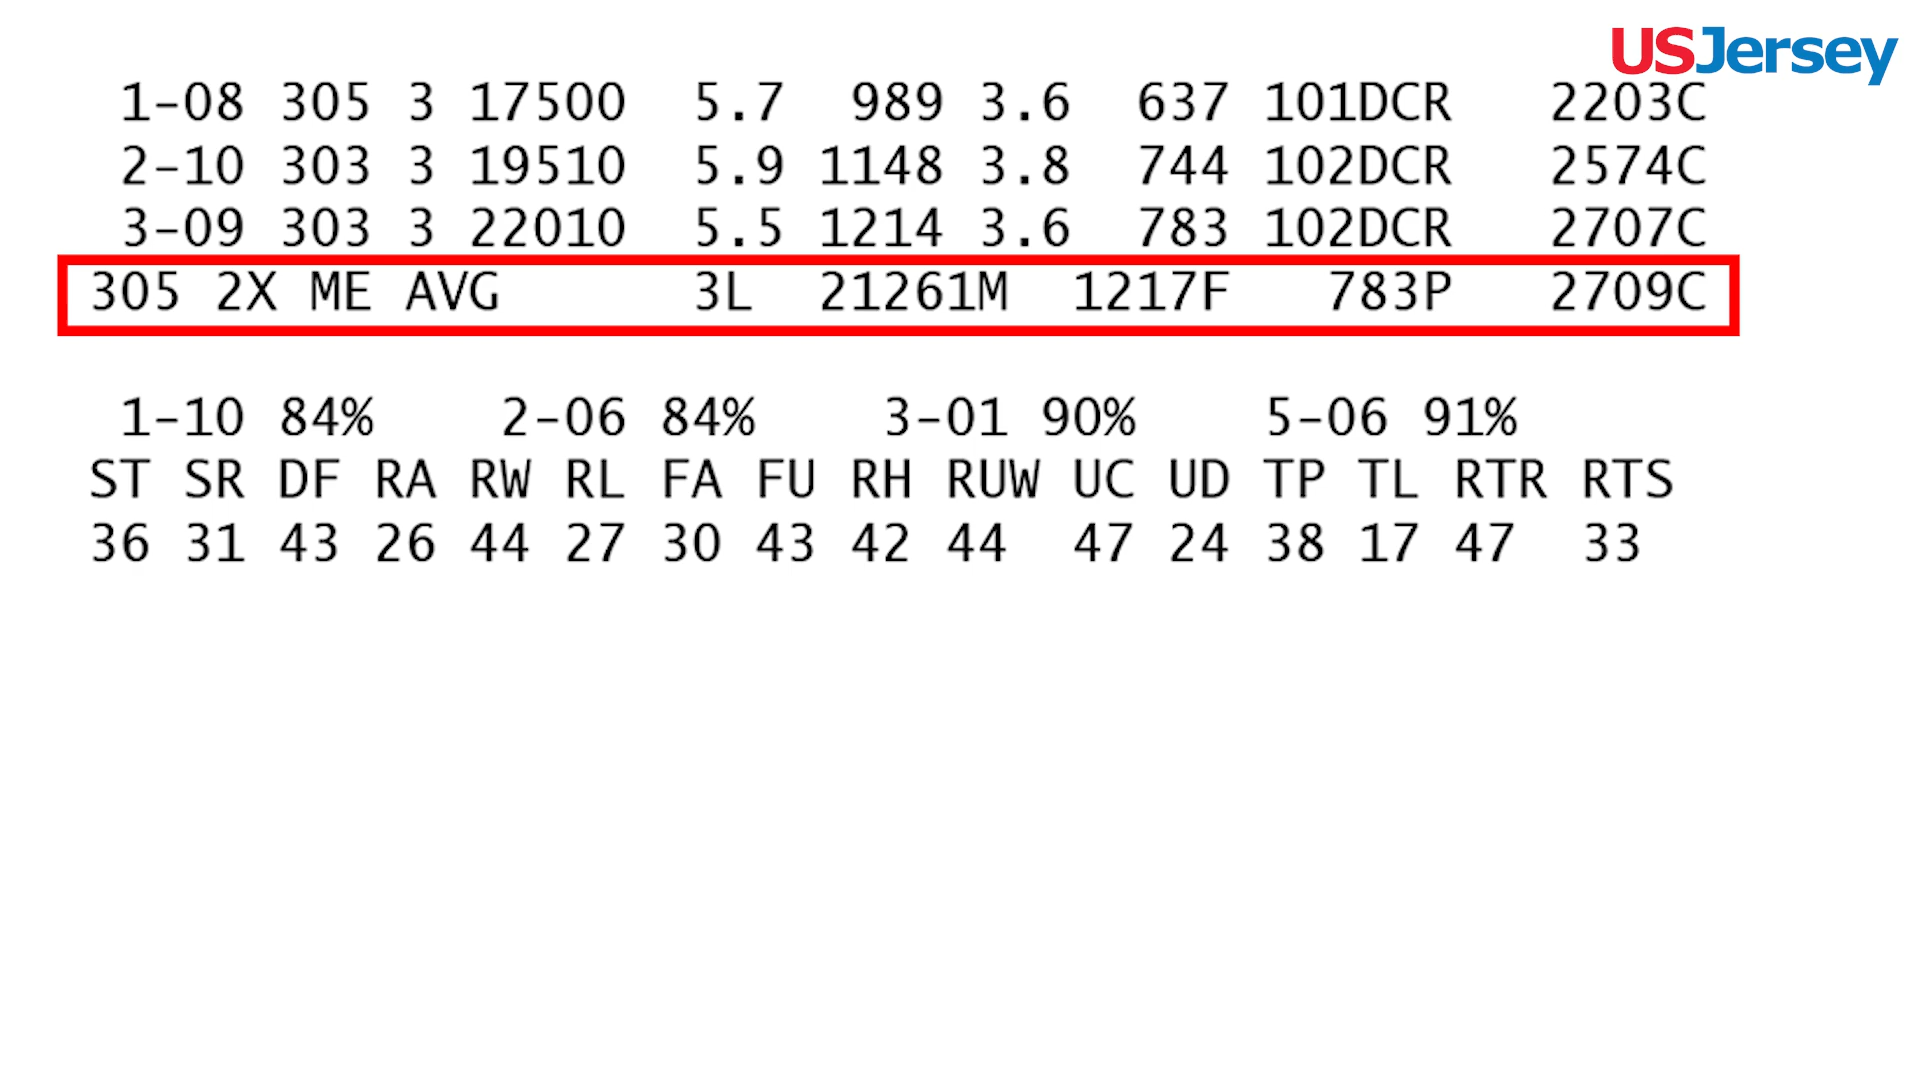 USJersey
1-08 305 3 17500 5.7 989 3.6 637 101DCR 2203C
2-10 303 3 19510 5.9 1148 3.8 744 102DCR 2574C
3-09 303 3 22010 5.5 1214 3.6 783 102DCR 2707C
305 2X ME AVG 3L 21261M 1217F 783P 2709C
1-10 84% 2-06 84% 3-01 90% 5-06 91%
ST SR DF RA RW RL FA FU RH RUW UC UD TP TL RTR RTS
36 31 43 26 44 27 30 43 42 44 47 24 38 17 47 33